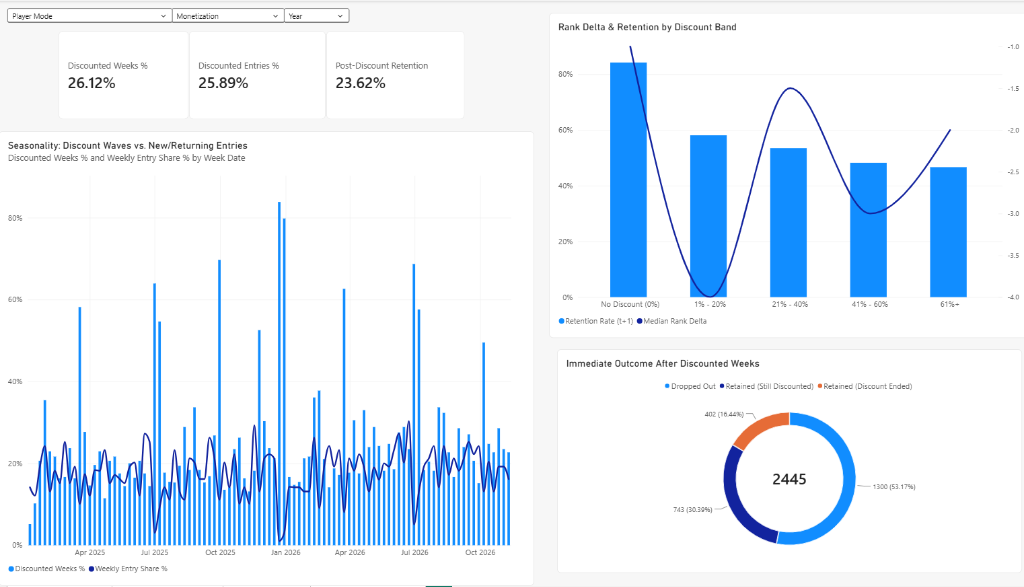 Player Mode
Monetization
Year
Discounted Weeks %
26.12%
Discounted Entries %
25.89%
Post-Discount Retention
23.62%
Seasonality: Discount Waves vs. New/Returning Entries
Discounted Weeks % and Weekly Entry Share % by Week Date
80%
60%
40%
20%
0%
Apr 2025
Jul 2025
Oct 2025
Jan 2026
Apr 2026
Jul 2026
Oct 2026
Discounted Weeks %
Weekly Entry Share %
Rank Delta & Retention by Discount Band
80%
60%
40%
20%
0%
-1.0
-1.5
-2.0
-2.5
-3.0
-3.5
-4.0
No Discount (0%)
1% - 20%
21% - 40%
41% - 60%
61%+
Retention Rate (t+1)
Median Rank Delta
Immediate Outcome After Discounted Weeks
Dropped Out
Retained (Still Discounted)
Retained (Discount Ended)
402 (16.44%)
2445
1300 (53.17%)
743 (30.39%)